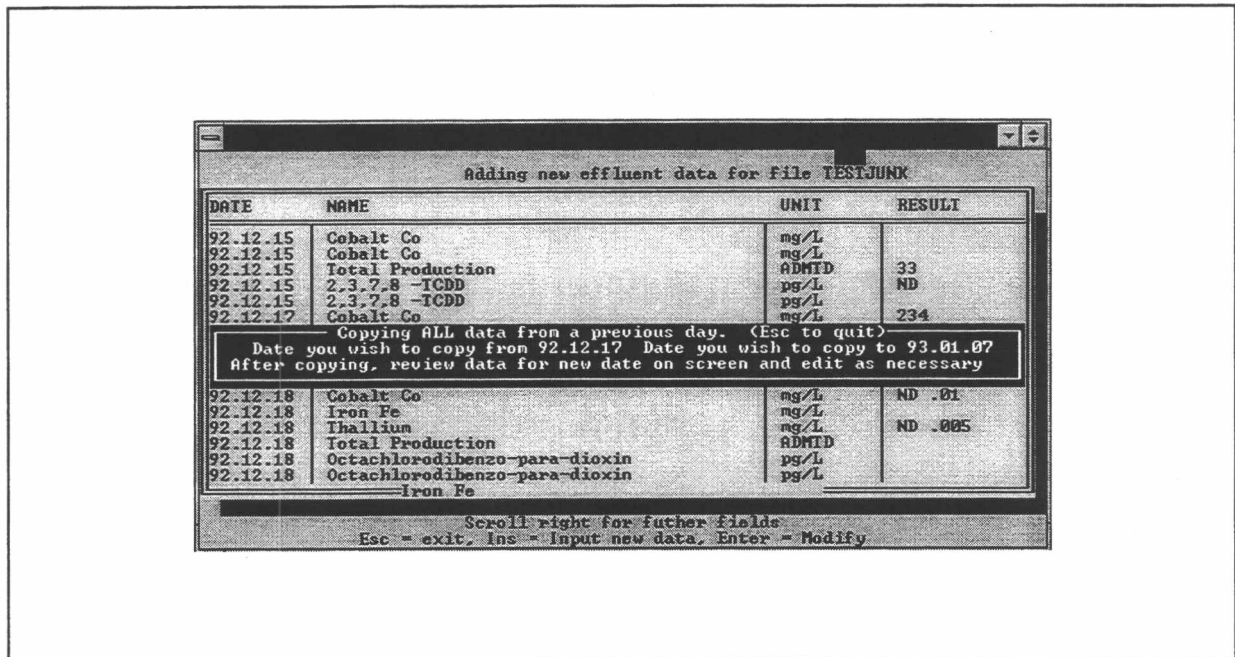 Adding new effluent data for file TESTJUNK
DATE NAME UNIT RESULT
92.12.15 Cobalt Co mg/L
92.12.15 Cobalt Co mg/L
92.12.15 Total Production ADMTD 33
92.12.15 2,3,7,8 -TCDD pg/L ND
92.12.15 2,3,7,8 -TCDD pg/L
92.12.17 Cobalt Co mg/L 234
Copying ALL data from a previous day. (Esc to quit)
Date you wish to copy from 92.12.17 Date you wish to copy to 93.01.07
After copying, review data for new date on screen and edit as necessary
92.12.18 Cobalt Co mg/L ND .01
92.12.18 Iron Fe mg/L
92.12.18 Thallium mg/L ND .005
92.12.18 Total Production ADMTD
92.12.18 Octachlorodibenzo-para-dioxin pg/L
92.12.18 Octachlorodibenzo-para-dioxin pg/L
Iron Fe
Scroll right for futher fields
Esc = exit, Ins = Input new data, Enter = Modify